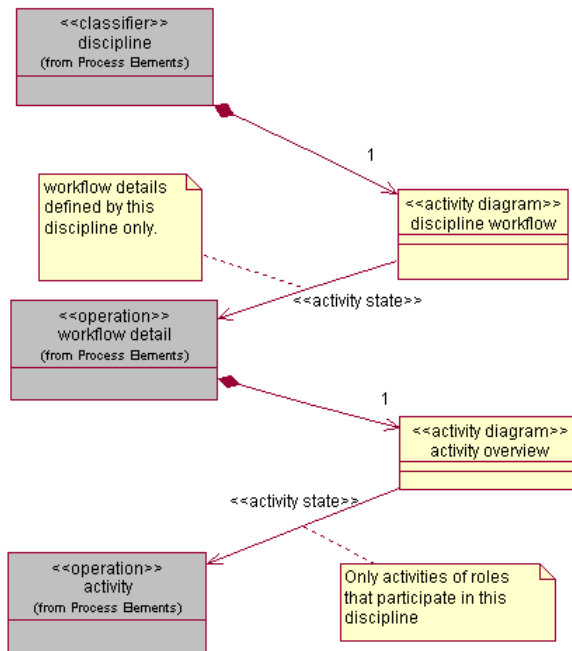 <<classifier>>
discipline
(from Process Elements)
1
workflow details
defined by this
discipline only.
<<activity diagram>>
discipline workflow
<<activity state>>
<<operation>>
workflow detail
(from Process Elements)
1
<<activity diagram>>
activity overview
<<activity state>>
<<operation>>
activity
(from Process Elements)
Only activities of roles
that participate in this
discipline